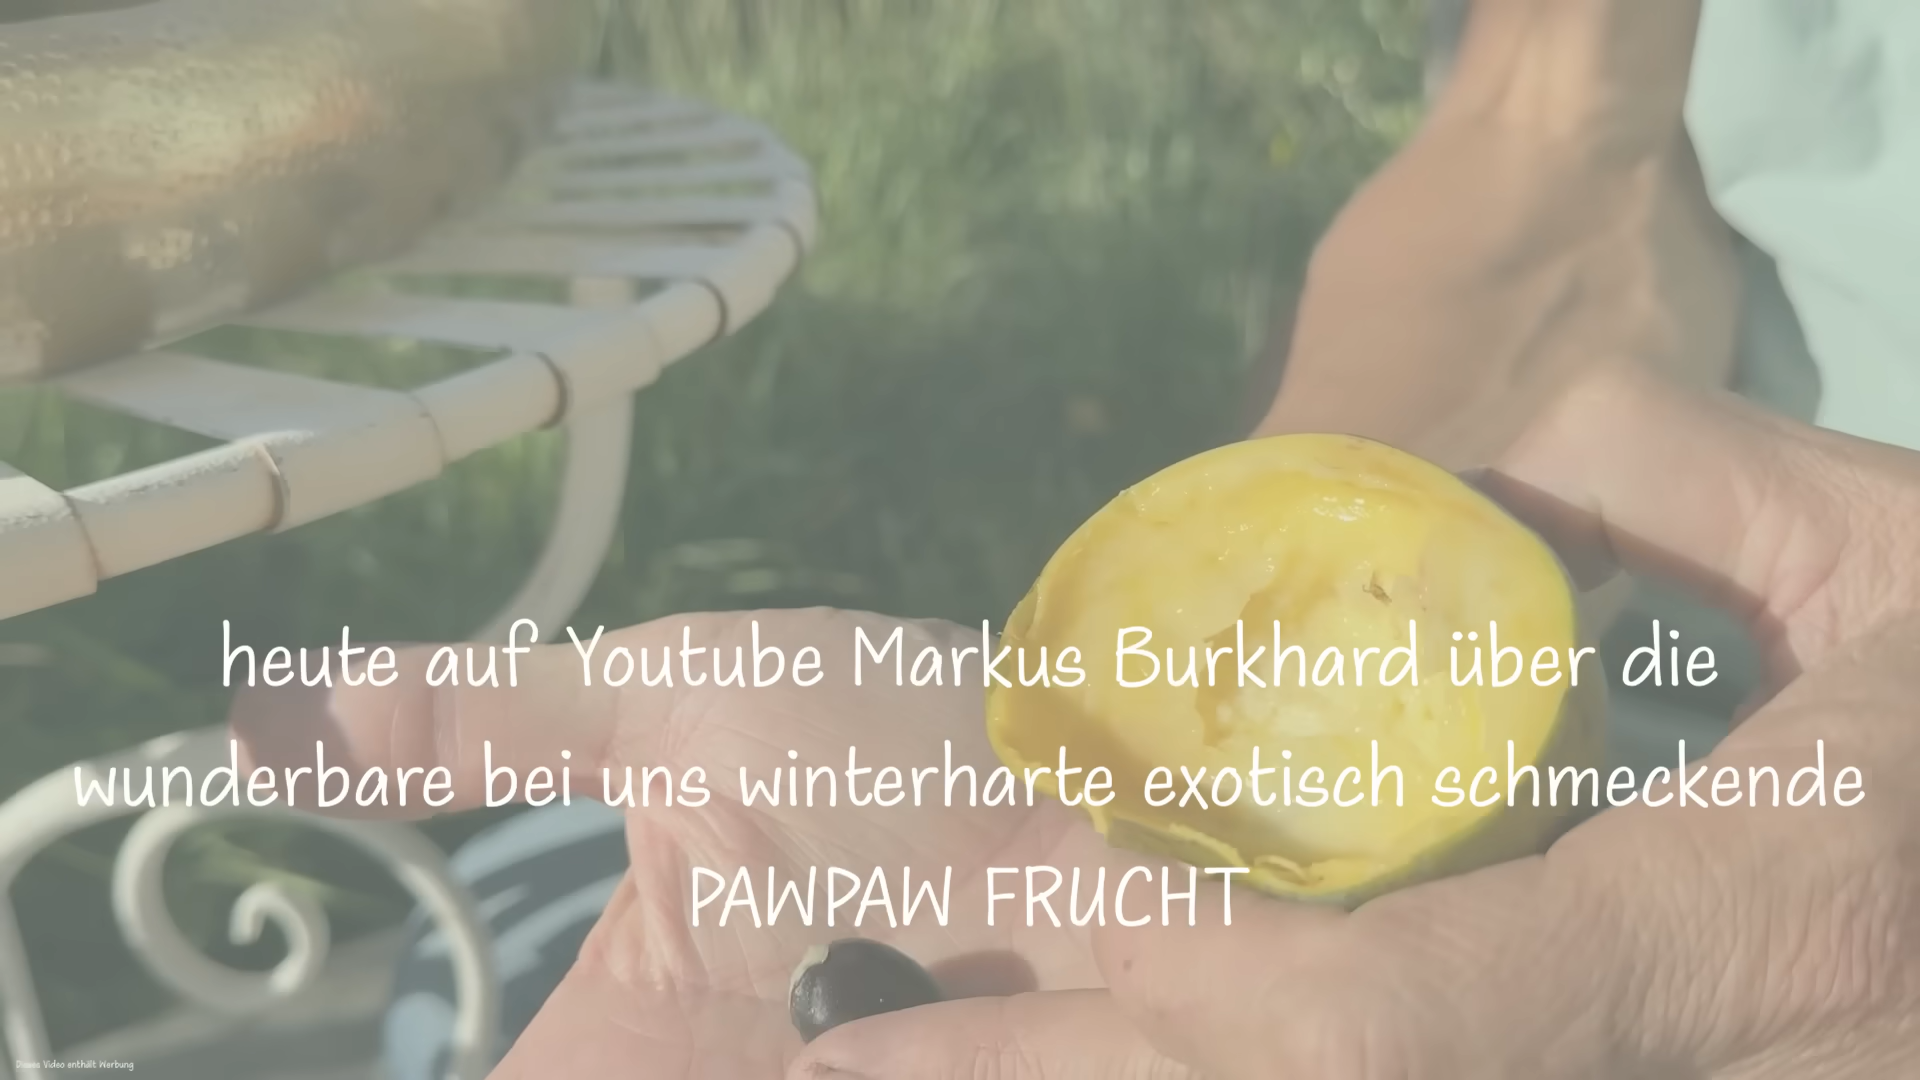 heute auf Youtube Markus Burkhard über die
wunderbare bei uns winterharte exotisch schmeckende
PAWPAW FRUCHT
Dieses Video enthält Werbung